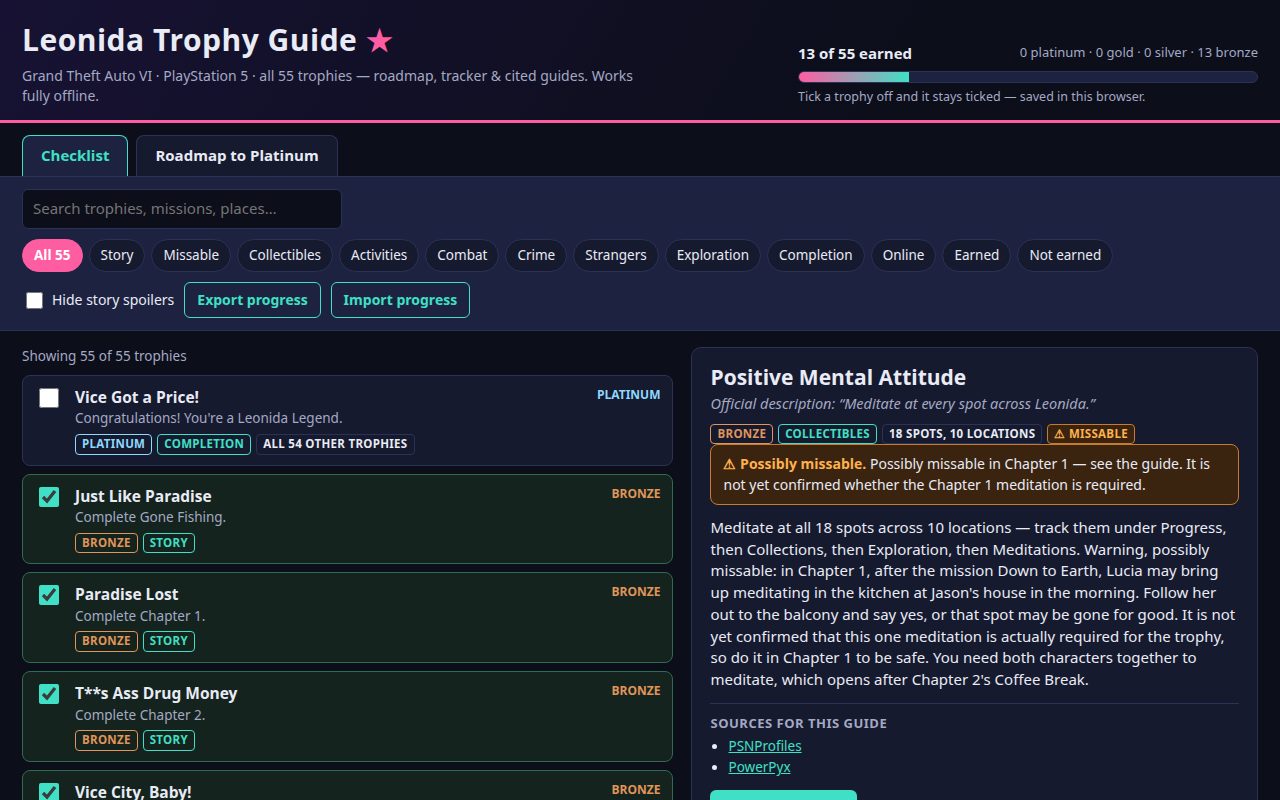 Leonida Trophy Guide ★
Grand Theft Auto VI · PlayStation 5 · all 55 trophies — roadmap, tracker & cited guides. Works
fully offline.
13 of 55 earned
0 platinum · 0 gold · 0 silver · 13 bronze
Tick a trophy off and it stays ticked — saved in this browser.
Checklist
Roadmap to Platinum
Search trophies, missions, places...
All 55
Story
Missable
Collectibles
Activities
Combat
Crime
Strangers
Exploration
Completion
Online
Earned
Not earned
Hide story spoilers
Export progress
Import progress
Showing 55 of 55 trophies
Vice Got a Price!
PLATINUM
Congratulations! You're a Leonida Legend.
PLATINUM
COMPLETION
ALL 54 OTHER TROPHIES
Just Like Paradise
BRONZE
Complete Gone Fishing.
BRONZE
STORY
Paradise Lost
BRONZE
Complete Chapter 1.
BRONZE
STORY
T**s Ass Drug Money
BRONZE
Complete Chapter 2.
BRONZE
STORY
Vice City, Baby!
BRONZE
Positive Mental Attitude
Official description: “Meditate at every spot across Leonida.”
BRONZE
COLLECTIBLES
18 SPOTS, 10 LOCATIONS
⚠ MISSABLE
⚠ Possibly missable. Possibly missable in Chapter 1 — see the guide. It is
not yet confirmed whether the Chapter 1 meditation is required.
Meditate at all 18 spots across 10 locations — track them under Progress,
then Collections, then Exploration, then Meditations. Warning, possibly
missable: in Chapter 1, after the mission Down to Earth, Lucia may bring
up meditating in the kitchen at Jason's house in the morning. Follow her
out to the balcony and say yes, or that spot may be gone for good. It is not
yet confirmed that this one meditation is actually required for the trophy,
so do it in Chapter 1 to be safe. You need both characters together to
meditate, which opens after Chapter 2's Coffee Break.
SOURCES FOR THIS GUIDE
• PSNProfiles
• PowerPyx